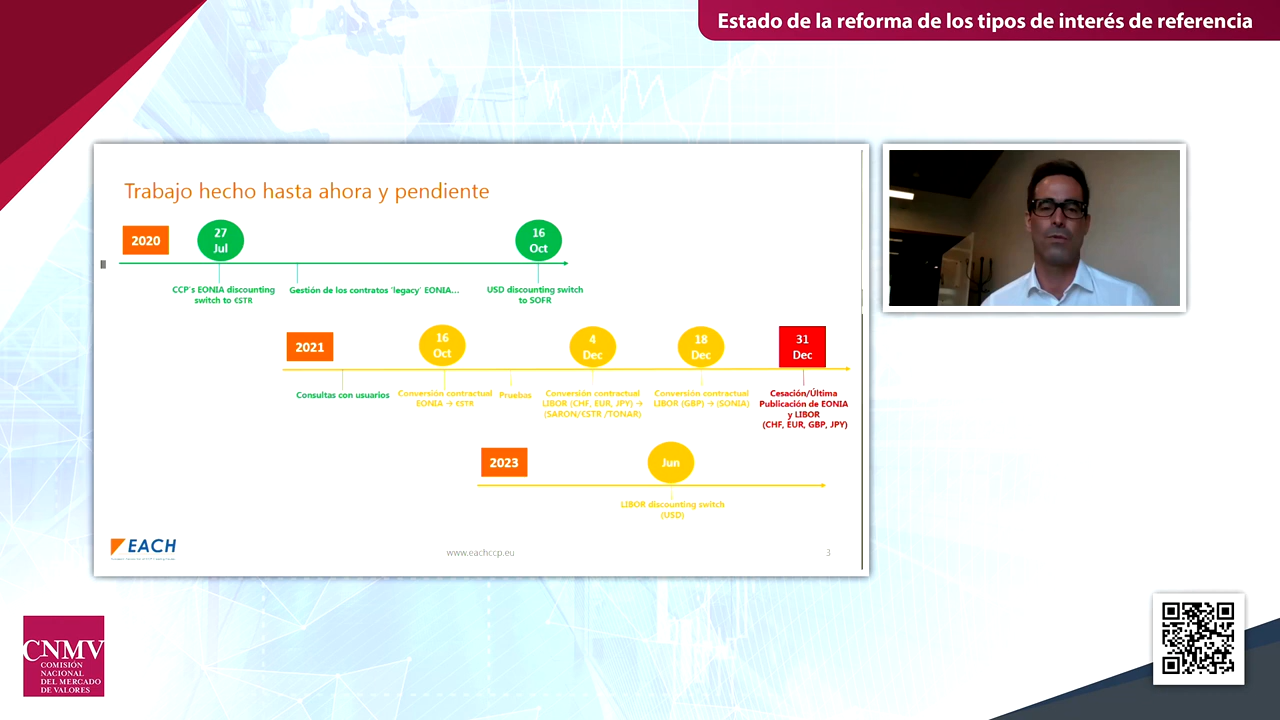 Estado de la reforma de los tipos de interés de referencia
Trabajo hecho hasta ahora y pendiente
2020
27
Jul
16
Oct
CCP's EONIA discounting
switch to €STR
Gestión de los contratos 'legacy' EONIA...
USD discounting switch
to SOFR
2021
16
Oct
4
Dec
18
Dec
31
Dec
Consultas con usuarios
Conversión contractual
EONIA → €STR
Pruebas
Conversión contractual
LIBOR (CHF, EUR, JPY) →
(SARON/€STR /TONAR)
Conversión contractual
LIBOR (GBP) → (SONIA)
Cesación/Última
Publicación de EONIA
y LIBOR
(CHF, EUR, GBP, JPY)
2023
Jun
LIBOR discounting switch
(USD)
EACH
www.eachccp.eu
3
CNMV
COMISIÓN
NACIONAL
DEL MERCADO
DE VALORES